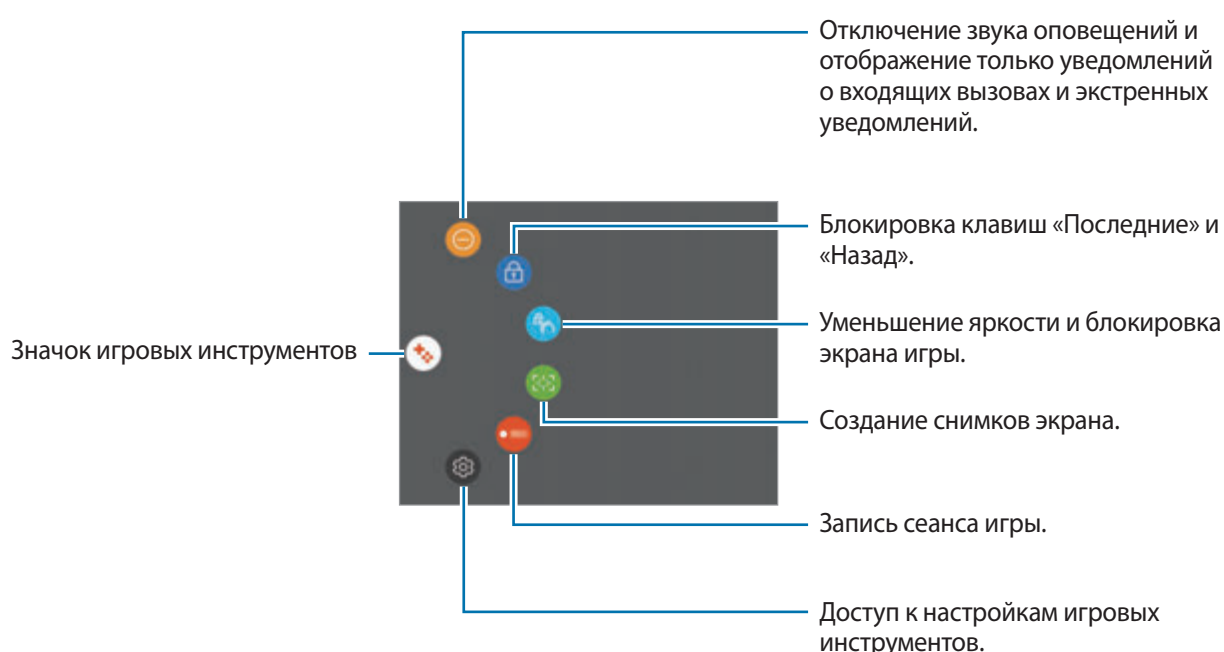 Отключение звука оповещений и
отображение только уведомлений
о входящих вызовах и экстренных
уведомлений.
Блокировка клавиш «Последние» и
«Назад».
Уменьшение яркости и блокировка
экрана игры.
Значок игровых инструментов
Создание снимков экрана.
Запись сеанса игры.
Доступ к настройкам игровых
инструментов.